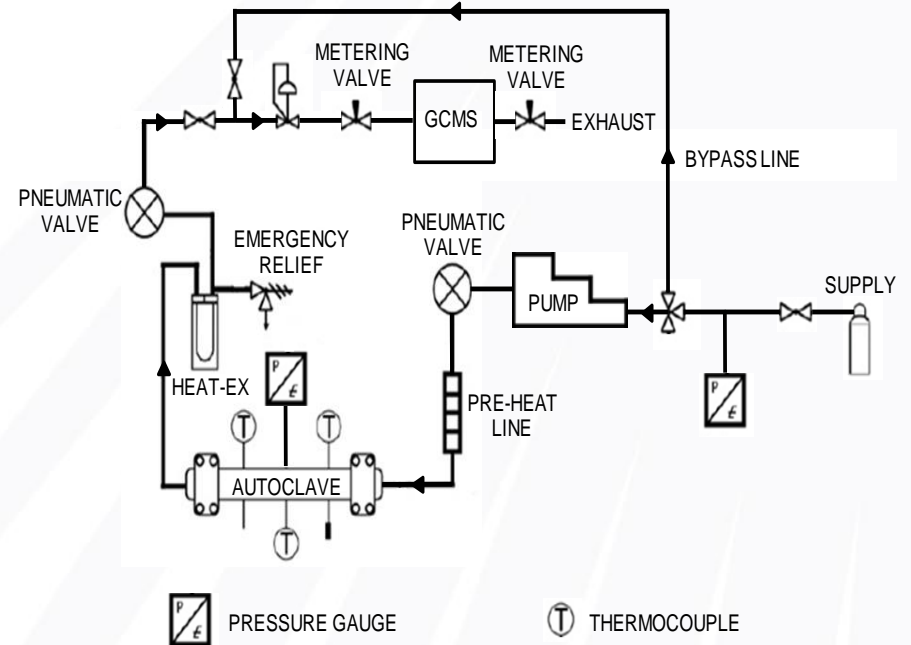 METERING
VALVE
METERING
VALVE
GCMS
EXHAUST
BYPASS LINE
PNEUMATIC
VALVE
EMERGENCY
RELIEF
PNEUMATIC
VALVE
PUMP
SUPPLY
P
E
HEAT-EX
P
E
PRE-HEAT
LINE
T
T
AUTOCLAVE
T
P
E
PRESSURE GAUGE
T
THERMOCOUPLE